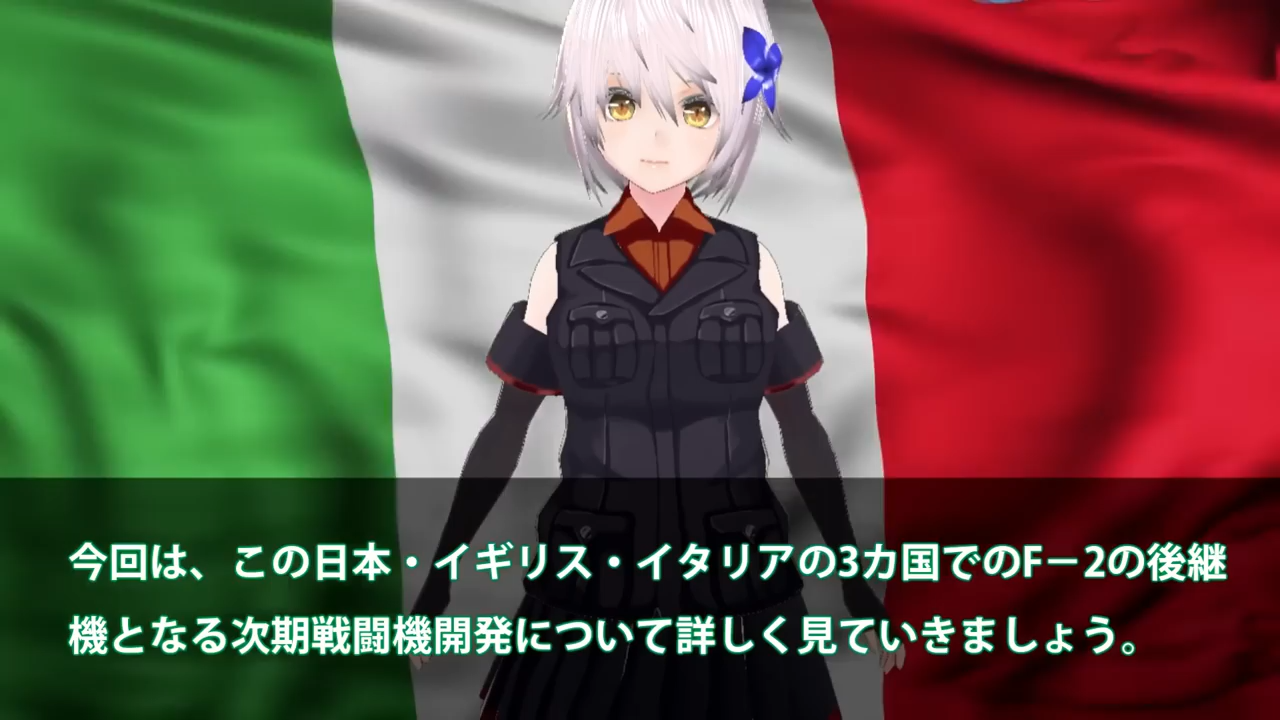 今回は、この日本・イギリス・イタリアの3カ国でのF－2の後継
機となる次期戦闘機開発について詳しく見ていきましょう。